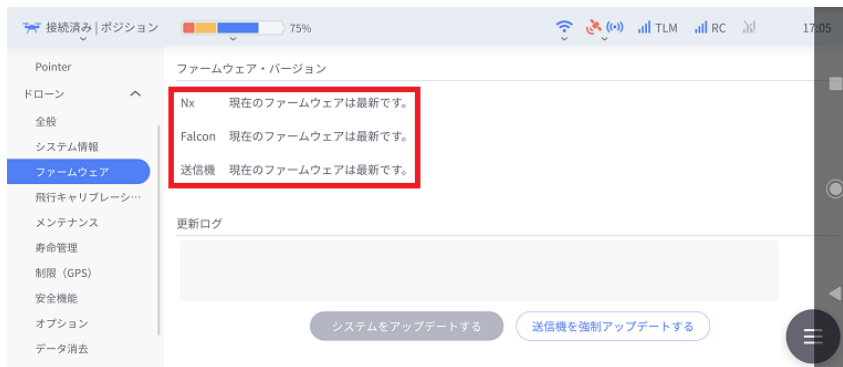 接続済み | ポジション 75% TLM RC 17:05
Pointer
ドローン
全般
システム情報
ファームウェア
飛行キャリブレーシ…
メンテナンス
寿命管理
制限（GPS）
安全機能
オプション
データ消去
ファームウェア・バージョン
Nx 現在のファームウェアは最新です。
Falcon 現在のファームウェアは最新です。
送信機 現在のファームウェアは最新です。
更新ログ
システムをアップデートする 送信機を強制アップデートする